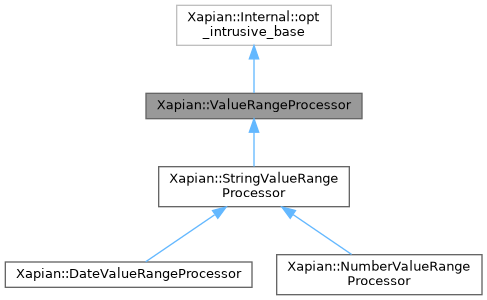 Xapian::Internal::opt
_intrusive_base
Xapian::ValueRangeProcessor
Xapian::StringValueRange
Processor
Xapian::DateValueRangeProcessor
Xapian::NumberValueRange
Processor